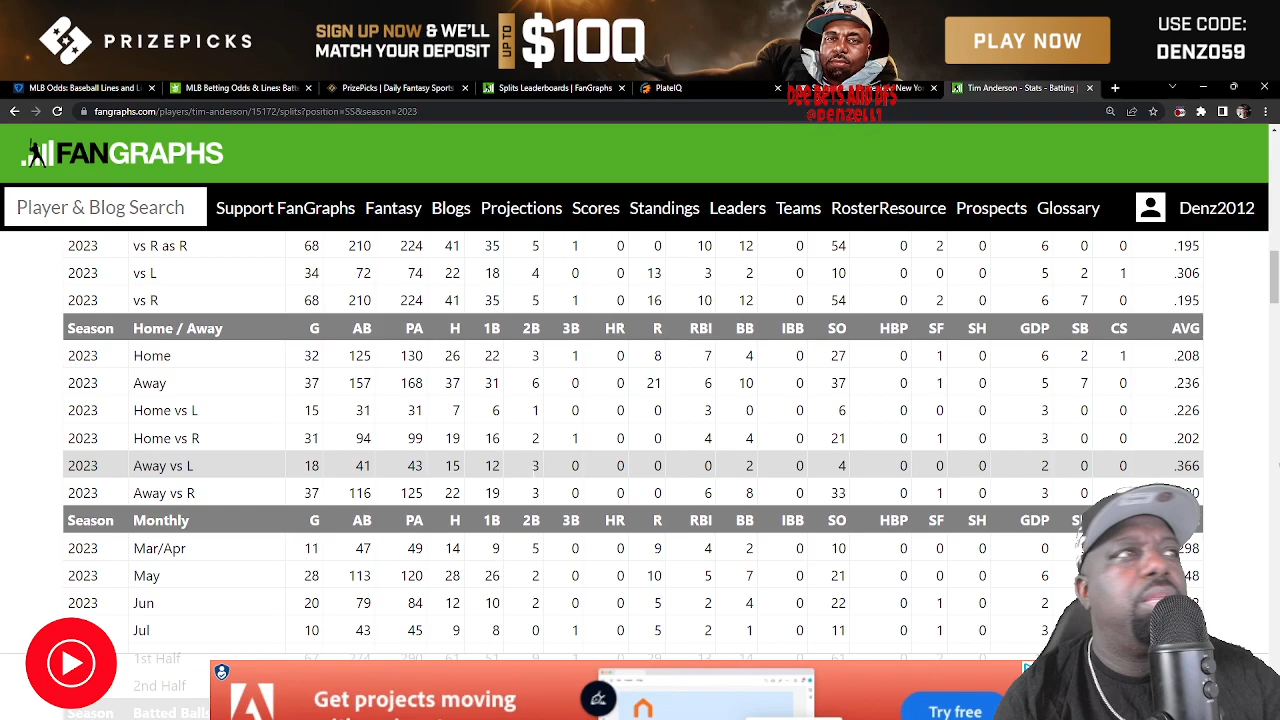 PRIZEPICKS
SIGN UP NOW & WE'LL
MATCH YOUR DEPOSIT
UP TO
$100
PLAY NOW
USE CODE:
DENZ059
MLB Odds: Baseball Lines and Li
MLB Betting Odds & Lines: Batt
PrizePicks | Daily Fantasy Sports
Splits Leaderboards | FanGraphs
PlateIQ
Tim Anderson - Stats - Batting |
DEE BETS AND DFS
@DENZELL1
fangraphs.com/players/tim-anderson/15172/splits?position=SS&season=2023
FANGRAPHS
Player & Blog Search Support FanGraphs Fantasy Blogs Projections Scores Standings Leaders Teams RosterResource Prospects Glossary Denz2012
2023 vs R as R 68 210 224 41 35 5 1 0 0 10 12 0 54 0 2 0 6 0 0 .195
2023 vs L 34 72 74 22 18 4 0 0 13 3 2 0 10 0 0 0 5 2 1 .306
2023 vs R 68 210 224 41 35 5 1 0 16 10 12 0 54 0 2 0 6 7 0 .195
Season Home / Away G AB PA H 1B 2B 3B HR R RBI BB IBB SO HBP SF SH GDP SB CS AVG
2023 Home 32 125 130 26 22 3 1 0 8 7 4 0 27 0 1 0 6 2 1 .208
2023 Away 37 157 168 37 31 6 0 0 21 6 10 0 37 0 1 0 5 7 0 .236
2023 Home vs L 15 31 31 7 6 1 0 0 0 3 0 0 6 0 0 0 3 0 0 .226
2023 Home vs R 31 94 99 19 16 2 1 0 0 4 4 0 21 0 1 0 3 0 0 .202
2023 Away vs L 18 41 43 15 12 3 0 0 0 0 2 0 4 0 0 0 2 0 0 .366
2023 Away vs R 37 116 125 22 19 3 0 0 0 6 8 0 33 0 1 0 3 0
Season Monthly G AB PA H 1B 2B 3B HR R RBI BB IBB SO HBP SF SH GDP
2023 Mar/Apr 11 47 49 14 9 5 0 0 9 4 2 0 10 0 0 0 0
2023 May 28 113 120 28 26 2 0 0 10 5 7 0 21 0 0 0 6
2023 Jun 20 79 84 12 10 2 0 0 5 2 4 0 22 0 1 0 2
2023 Jul 10 43 45 9 8 0 1 0 5 2 1 0 11 0 1 0 3
1st Half
2nd Half
Batted Balls
Get projects moving
Try free